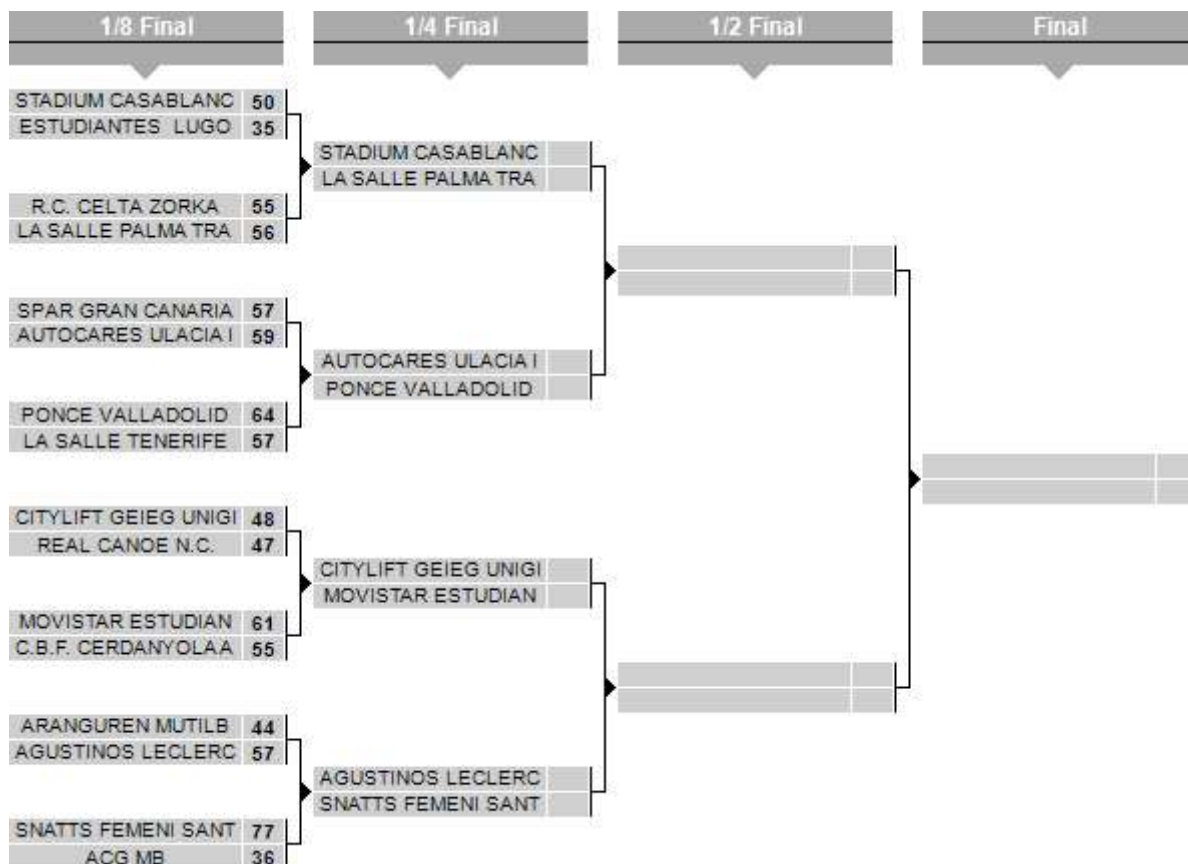 1/8 Final 1/4 Final 1/2 Final Final
STADIUM CASABLANC 50
ESTUDIANTES LUGO 35
R.C. CELTA ZORKA 55
LA SALLE PALMA TRA 56
SPAR GRAN CANARIA 57
AUTOCARES ULACIA I 59
PONCE VALLADOLID 64
LA SALLE TENERIFE 57
CITYLIFT GEIEG UNIGI 48
REAL CANOE N.C. 47
MOVISTAR ESTUDIAN 61
C.B.F. CERDANYOLA A 55
ARANGUREN MUTILB 44
AGUSTINOS LECLERC 57
SNATTS FEMENI SANT 77
ACG MB 36
STADIUM CASABLANC
LA SALLE PALMA TRA
AUTOCARES ULACIA I
PONCE VALLADOLID
CITYLIFT GEIEG UNIGI
MOVISTAR ESTUDIAN
AGUSTINOS LECLERC
SNATTS FEMENI SANT